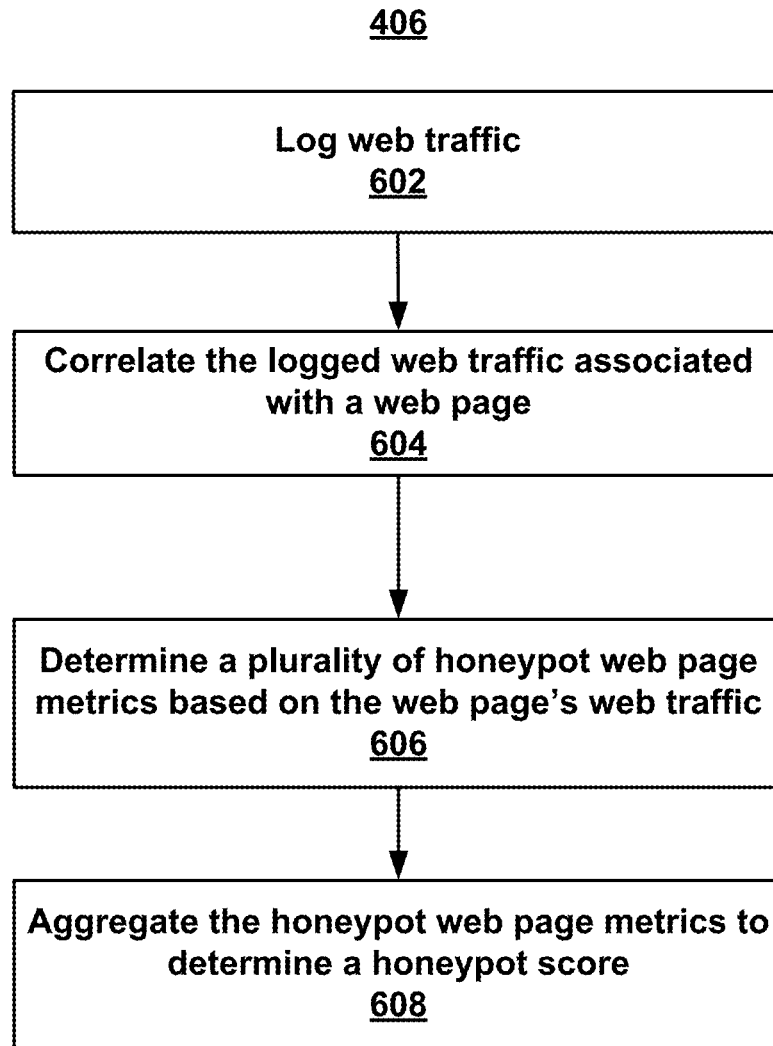 406
Log web traffic
602
Correlate the logged web traffic associated
with a web page
604
Determine a plurality of honeypot web page
metrics based on the web page's web traffic
606
Aggregate the honeypot web page metrics to
determine a honeypot score
608